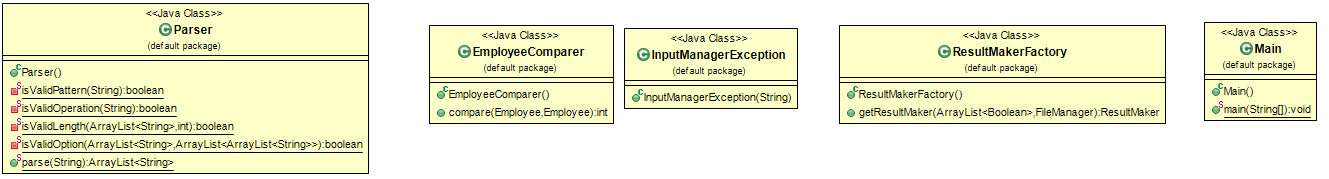 <<Java Class>>
Parser
(default package)
Parser()
isValidPattern(String):boolean
isValidOperation(String):boolean
isValidLength(ArrayList<String>,int):boolean
isValidOption(ArrayList<String>,ArrayList<ArrayList<String>>):boolean
parse(String):ArrayList<String>
<<Java Class>>
EmployeeComparer
(default package)
EmployeeComparer()
compare(Employee,Employee):int
<<Java Class>>
InputManagerException
(default package)
InputManagerException(String)
<<Java Class>>
ResultMakerFactory
(default package)
ResultMakerFactory()
getResultMaker(ArrayList<Boolean>,FileManager):ResultMaker
<<Java Class>>
Main
(default package)
Main()
main(String[]):void